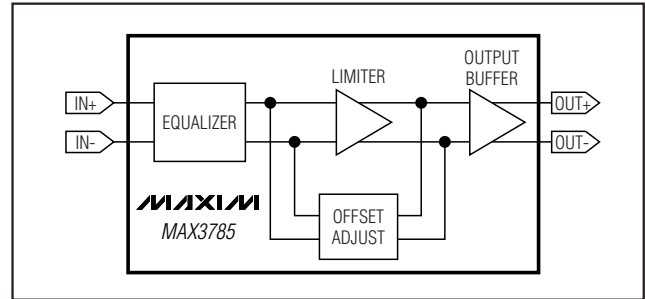 OUTPUT
BUFFER
LIMITER
IN+
EQUALIZER
OUT+
IN-
OUT-
MAXIM
MAX3785
OFFSET
ADJUST